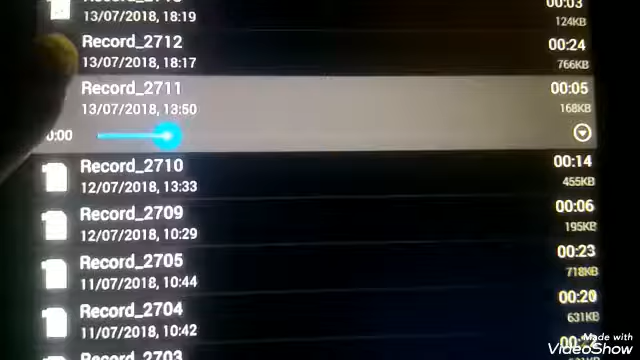 13/07/2018, 18:19
00:03
124KB
Record_2712
00:24
13/07/2018, 18:17
766KB
Record_2711
00:05
13/07/2018, 13:50
168KB
0:00
Record_2710
00:14
12/07/2018, 13:33
455KB
Record_2709
00:06
12/07/2018, 10:29
195KB
Record_2705
00:23
11/07/2018, 10:44
718KB
Record_2704
00:20
11/07/2018, 10:42
631KB
Record_2703
Made with
VideoShow